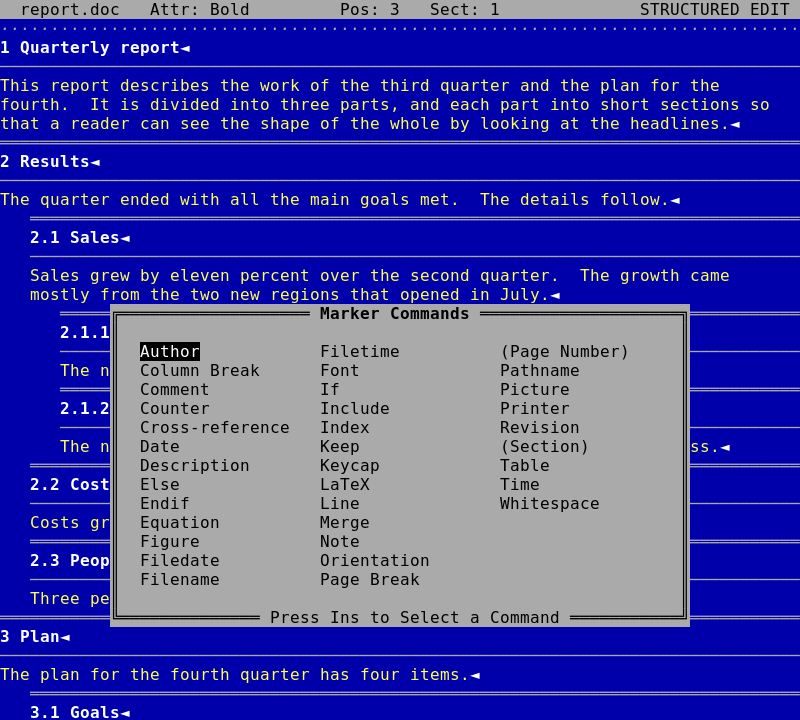 report.doc   Attr: Bold         Pos: 3   Sect: 1              STRUCTURED EDIT
1 Quarterly report◄
This report describes the work of the third quarter and the plan for the
fourth.  It is divided into three parts, and each part into short sections so
that a reader can see the shape of the whole by looking at the headlines.◄
2 Results◄
The quarter ended with all the main goals met.  The details follow.◄
2.1 Sales◄
Sales grew by eleven percent over the second quarter.  The growth came
mostly from the two new regions that opened in July.◄
Marker Commands
2.1.1
Author            Filetime          (Page Number)
The n   Column Break      Font              Pathname
Comment           If                Picture
2.1.2   Counter           Include           Printer
Cross-reference   Index             Revision
The n   Date              Keep              (Section)   ss.◄
Description       Keycap            Table
2.2 Cost   Else              LaTeX             Time
Endif             Line              Whitespace
Costs gr   Equation          Merge
Figure            Note
2.3 Peop   Filedate          Orientation
Filename          Page Break
Three pe
Press Ins to Select a Command
3 Plan◄
The plan for the fourth quarter has four items.◄
3.1 Goals◄